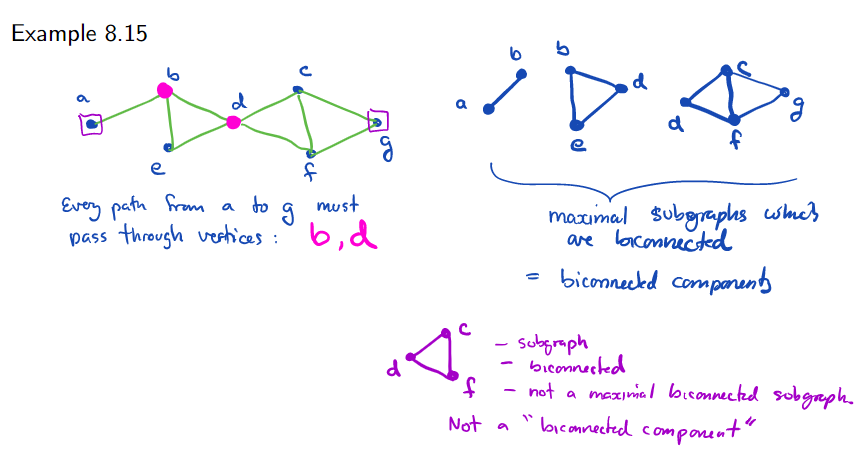 Example 8.15
a
b
d
c
e
f
g
Every path from a to g must
pass through vertices : b, d
a
b
b
d
e
c
d
f
g
maximal subgraphs which
are biconnected
= biconnected components
d
c
f
– subgraph
– biconnected
– not a maximal biconnected subgraph.
Not a "biconnected component"